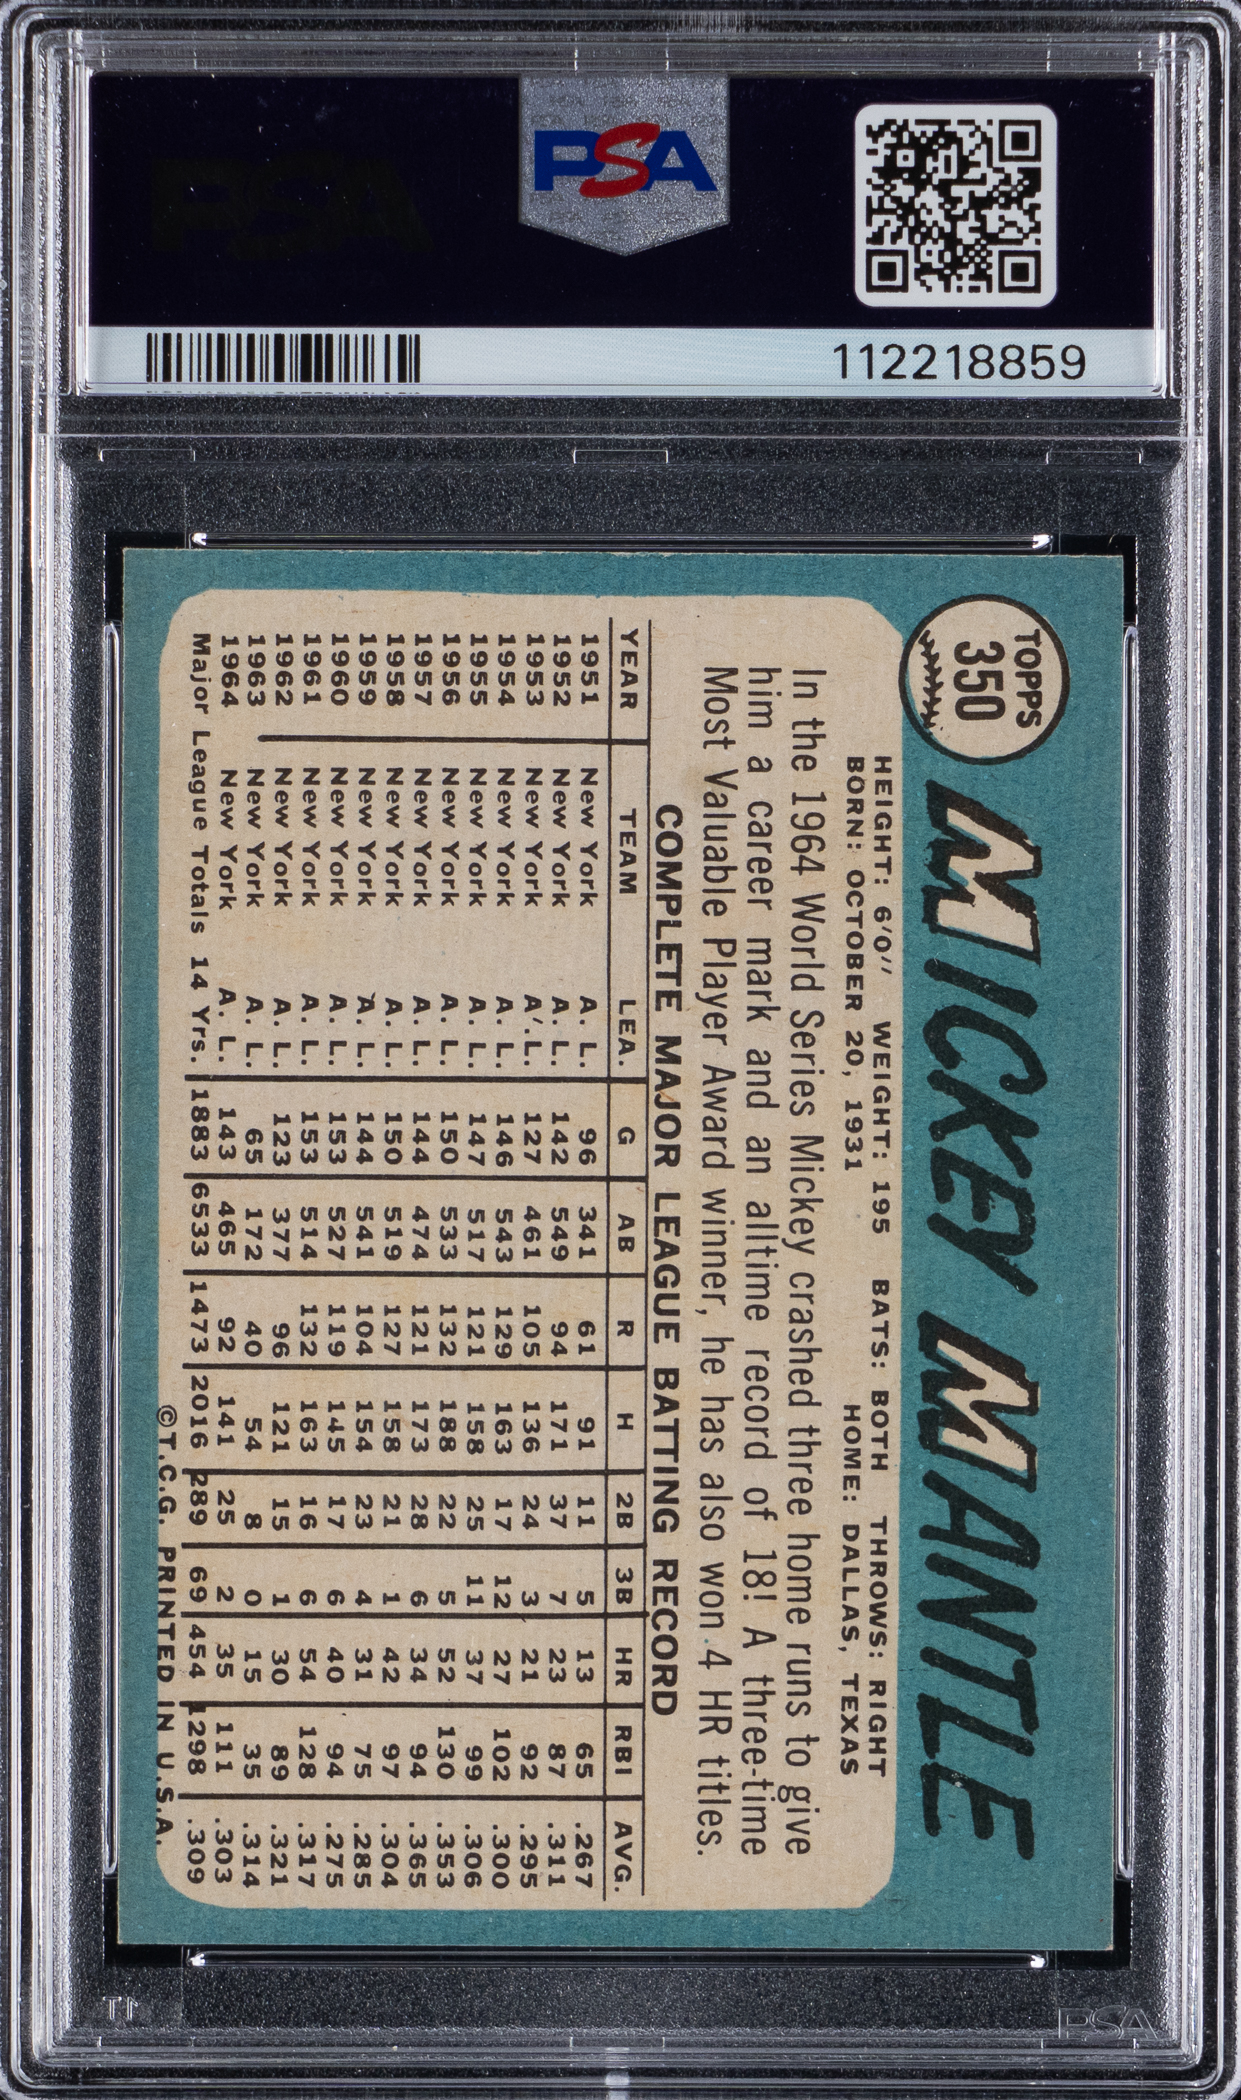 PSA
112218859
TOPPS
350
MICKEY MANTLE
HEIGHT: 6'0" WEIGHT: 195 BATS: BOTH THROWS: RIGHT
BORN: OCTOBER 20, 1931 HOME: DALLAS, TEXAS
In the 1964 World Series Mickey crashed three home runs to give
him a career mark and an alltime record of 18! A three-time
Most Valuable Player Award winner, he has also won 4 HR titles.
COMPLETE MAJOR LEAGUE BATTING RECORD
YEAR TEAM LEA. G AB R H 2B 3B HR RBI AVG.
1951 New York A. L. 96 341 61 91 11 5 13 65 .267
1952 New York A. L. 142 549 94 171 37 7 23 87 .311
1953 New York A. L. 127 461 105 136 24 3 21 92 .295
1954 New York A. L. 146 543 129 163 17 12 27 102 .300
1955 New York A. L. 147 517 121 158 25 11 37 99 .306
1956 New York A. L. 150 533 132 188 22 5 52 130 .353
1957 New York A. L. 144 474 121 173 28 6 34 94 .365
1958 New York A. L. 150 519 127 158 21 1 42 97 .304
1959 New York A. L. 144 541 104 154 23 4 31 75 .285
1960 New York A. L. 153 527 119 145 17 6 40 94 .275
1961 New York A. L. 153 514 132 163 16 6 54 128 .317
1962 New York A. L. 123 377 96 121 15 1 30 89 .321
1963 New York A. L. 65 172 40 54 8 0 15 35 .314
1964 New York A. L. 143 465 92 141 25 2 35 111 .303
Major League Totals 14 Yrs. 1883 6533 1473 2016 289 69 454 1298 .309
©T.C.G. PRINTED IN U.S.A.
PSA